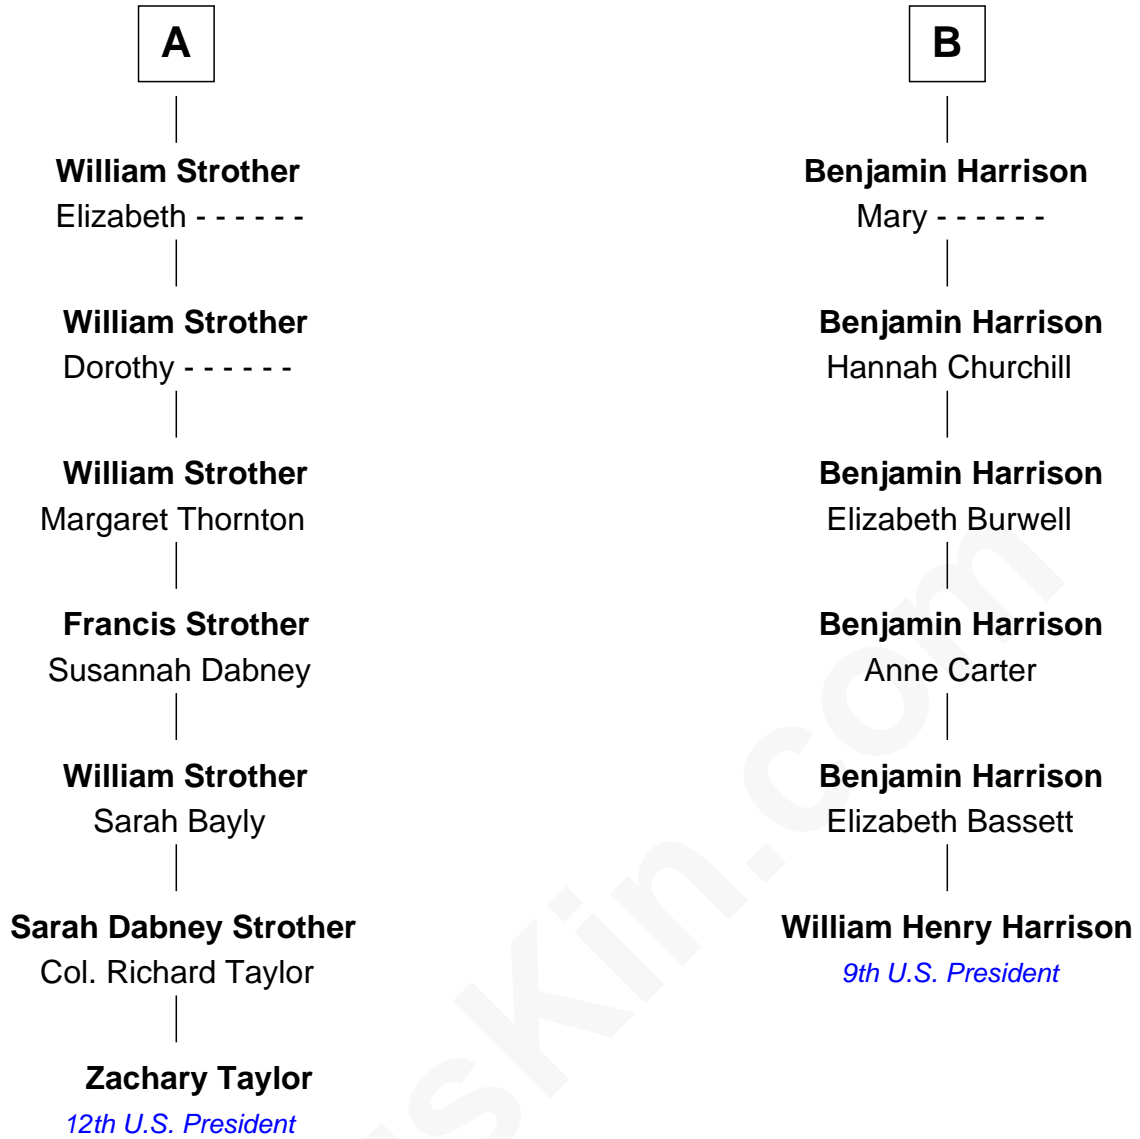 A
William Strother
Elizabeth - - - - - -
William Strother
Dorothy - - - - - -
William Strother
Margaret Thornton
Francis Strother
Susannah Dabney
William Strother
Sarah Bayly
Sarah Dabney Strother
Col. Richard Taylor
Zachary Taylor
12th U.S. President
B
Benjamin Harrison
Mary - - - - - -
Benjamin Harrison
Hannah Churchill
Benjamin Harrison
Elizabeth Burwell
Benjamin Harrison
Anne Carter
Benjamin Harrison
Elizabeth Bassett
William Henry Harrison
9th U.S. President